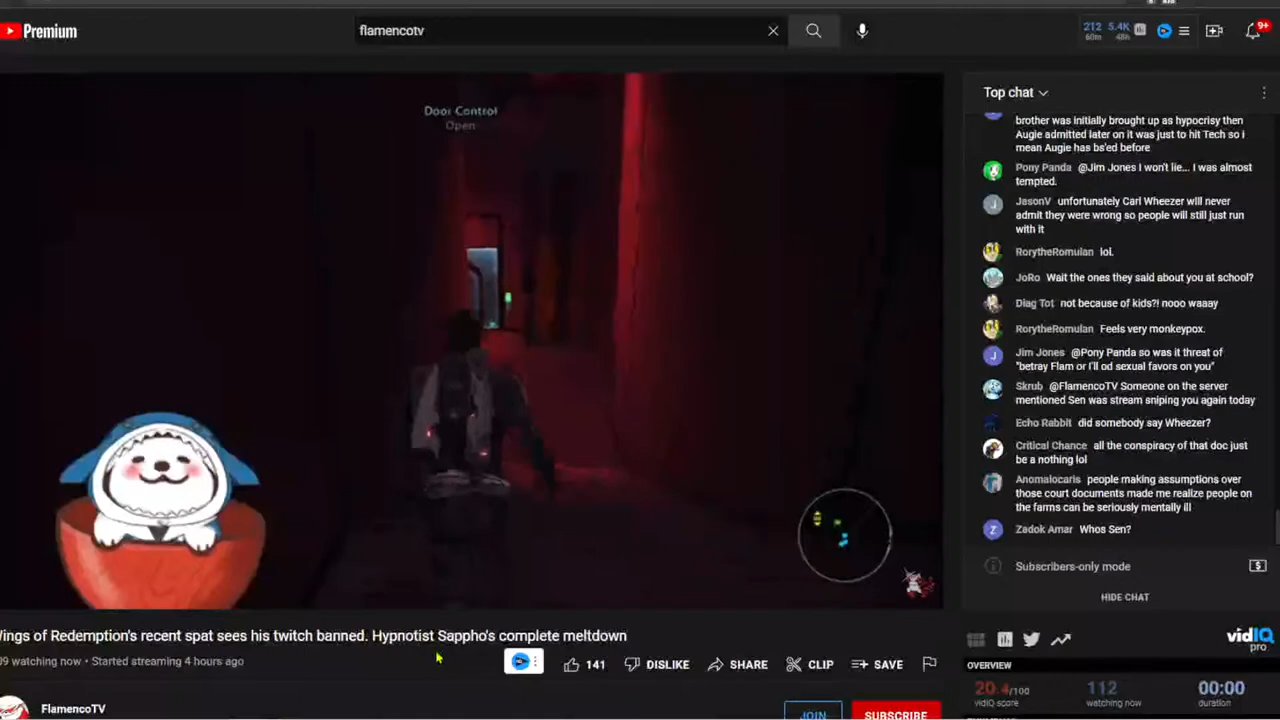 Premium
flamencotv
212 5.4K
60m 48h
9+
Door Control
Open
Top chat
brother was initially brought up as hypocrisy then
Augie admitted later on it was just to hit Tech so i
mean Augie has bs'ed before
Pony Panda @Jim Jones I won't lie... I was almost
tempted.
JasonV unfortunately Carl Wheezer will never
admit they were wrong so people will still just run
with it
RorytheRomulan lol.
JoRo Wait the ones they said about you at school?
Diag Tot not because of kids?! nooo waaay
RorytheRomulan Feels very monkeypox.
Jim Jones @Pony Panda so was it threat of
"betray Flam or I'll od sexual favors on you"
Skrub @FlamencoTV Someone on the server
mentioned Sen was stream sniping you again today
Echo Rabbit did somebody say Wheezer?
Critical Chance all the conspiracy of that doc just
be a nothing lol
Anomalocaris people making assumptions over
those court documents made me realize people on
the farms can be seriously mentally ill
Zadok Amar Whos Sen?
Subscribers-only mode
HIDE CHAT
ings of Redemption's recent spat sees his twitch banned. Hypnotist Sappho's complete meltdown
99 watching now • Started streaming 4 hours ago
141 DISLIKE SHARE CLIP SAVE
vidIQ
pro
OVERVIEW
20.4/100 112 00:00
vidIQ score watching now duration
FlamencoTV
JOIN SUBSCRIBE